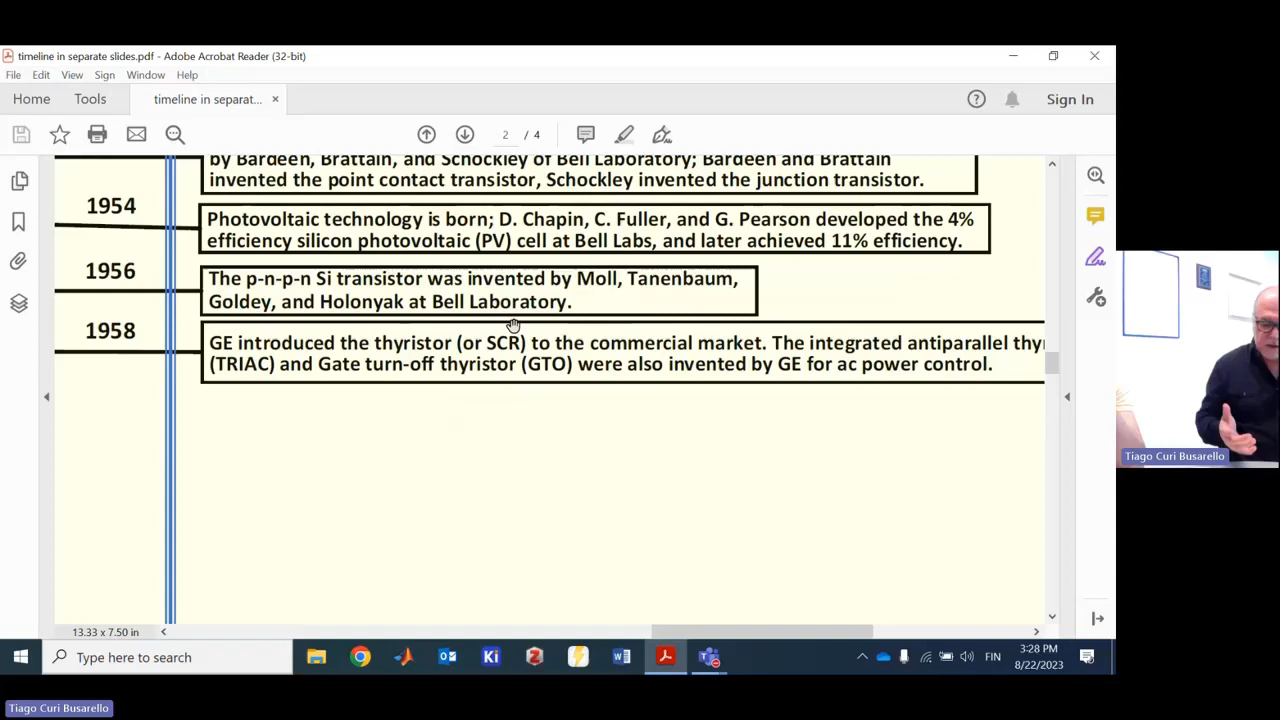 timeline in separate slides.pdf - Adobe Acrobat Reader (32-bit)
File Edit View Sign Window Help
Home Tools timeline in separat... × Sign In
2 / 4
by Bardeen, Brattain, and Schockley of Bell Laboratory; Bardeen and Brattain
invented the point contact transistor, Schockley invented the junction transistor.
1954
Photovoltaic technology is born; D. Chapin, C. Fuller, and G. Pearson developed the 4%
efficiency silicon photovoltaic (PV) cell at Bell Labs, and later achieved 11% efficiency.
1956
The p-n-p-n Si transistor was invented by Moll, Tanenbaum,
Goldey, and Holonyak at Bell Laboratory.
1958
GE introduced the thyristor (or SCR) to the commercial market. The integrated antiparallel thyr
(TRIAC) and Gate turn-off thyristor (GTO) were also invented by GE for ac power control.
Tiago Curi Busarello
13.33 x 7.50 in
Type here to search
Ki
FIN
3:28 PM
8/22/2023
Tiago Curi Busarello